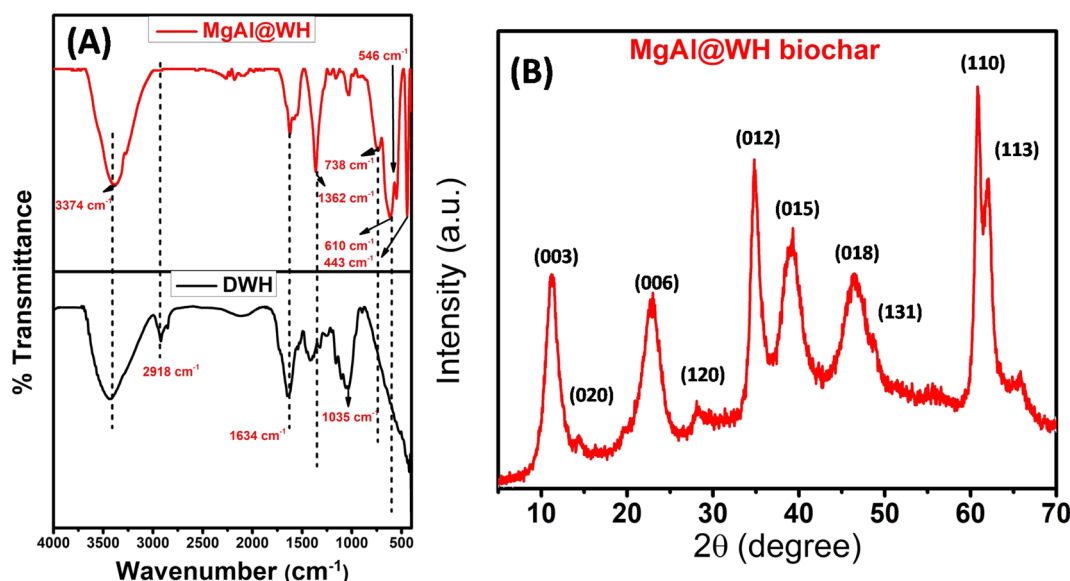 (A)
MgAl@WH
546 cm-1
738 cm-1
1362 cm-1
3374 cm-1
610 cm-1
443 cm-1
DWH
2918 cm-1
1035 cm-1
1634 cm-1
% Transmittance
4000 3500 3000 2500 2000 1500 1000 500
Wavenumber (cm-1)
(B)
MgAl@WH biochar
(003)
(020)
(006)
(120)
(012)
(015)
(018)
(131)
(110)
(113)
Intensity (a.u.)
10 20 30 40 50 60 70
2θ (degree)